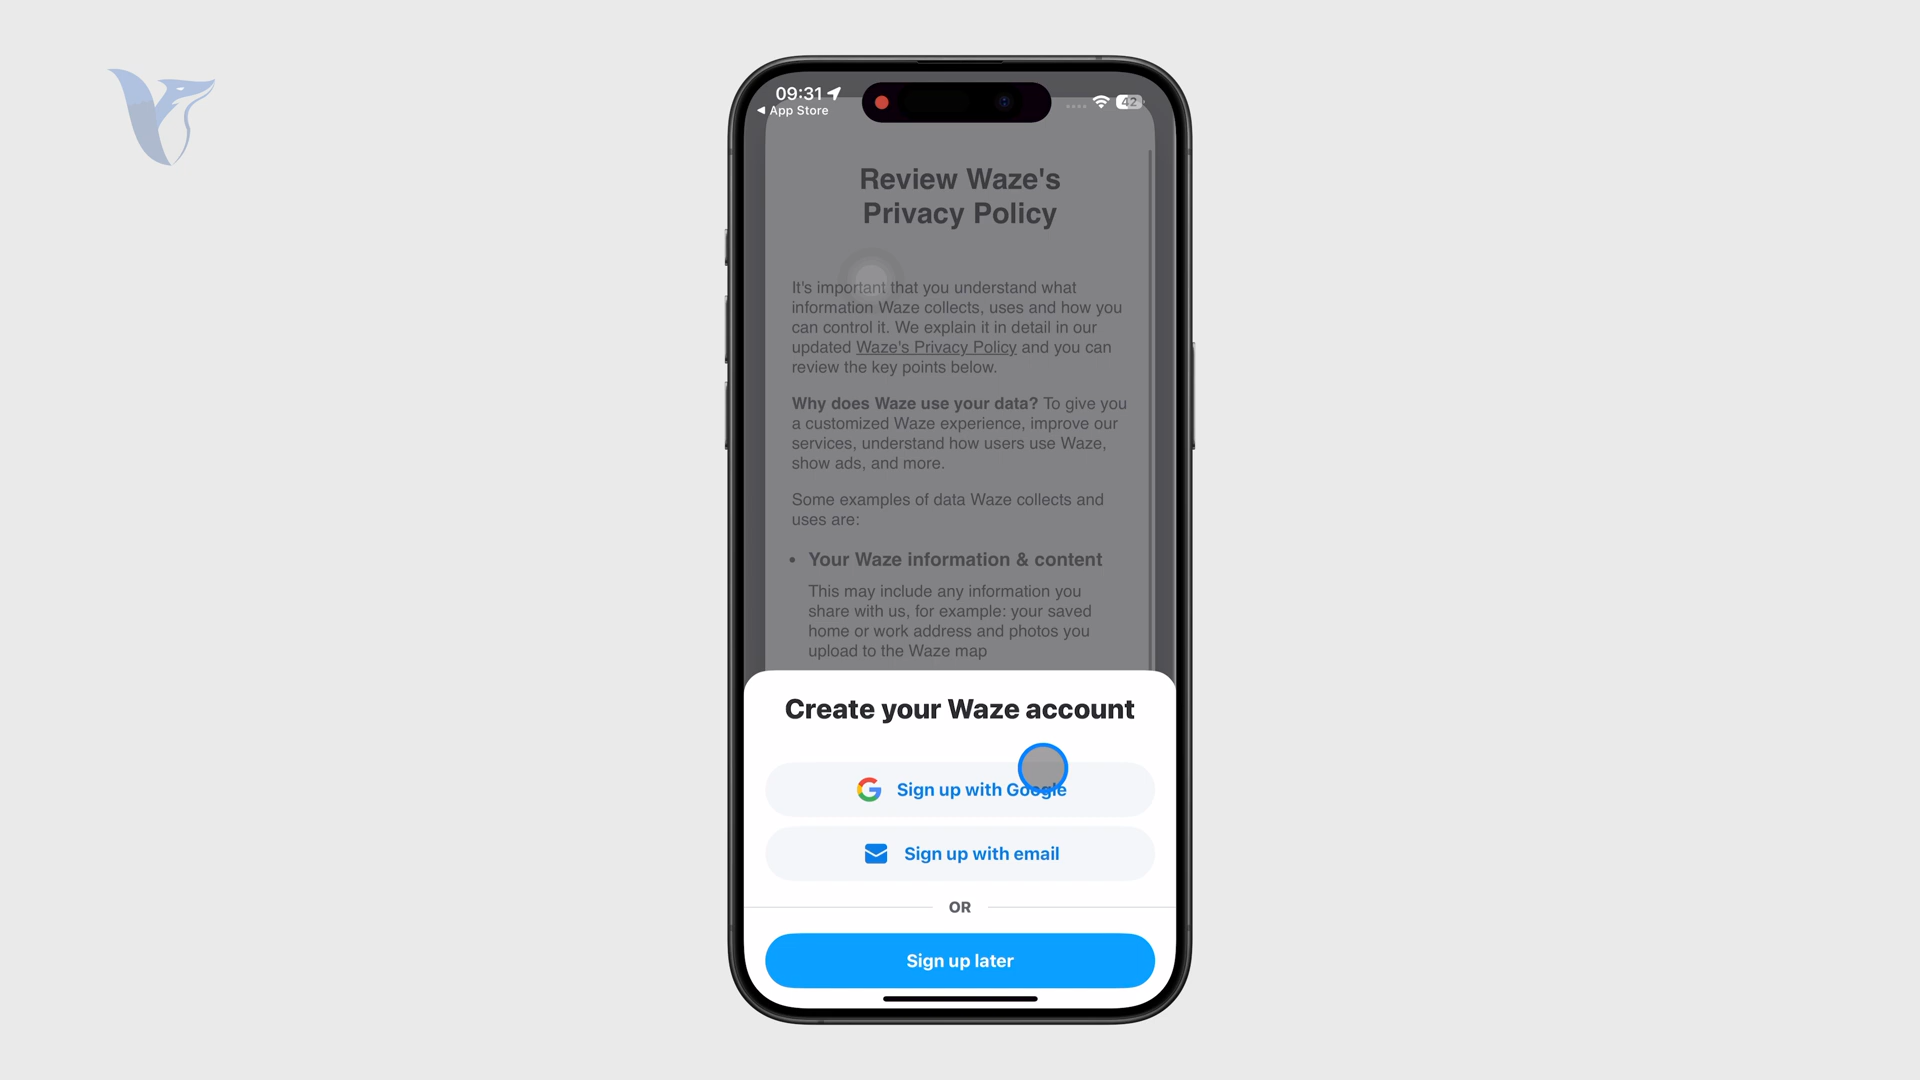 09:31
◀ App Store
42
Review Waze's
Privacy Policy
It's important that you understand what
information Waze collects, uses and how you
can control it. We explain it in detail in our
updated Waze's Privacy Policy and you can
review the key points below.
Why does Waze use your data? To give you
a customized Waze experience, improve our
services, understand how users use Waze,
show ads, and more.
Some examples of data Waze collects and
uses are:
• Your Waze information & content
This may include any information you
share with us, for example: your saved
home or work address and photos you
upload to the Waze map
Create your Waze account
Sign up with Google
Sign up with email
OR
Sign up later